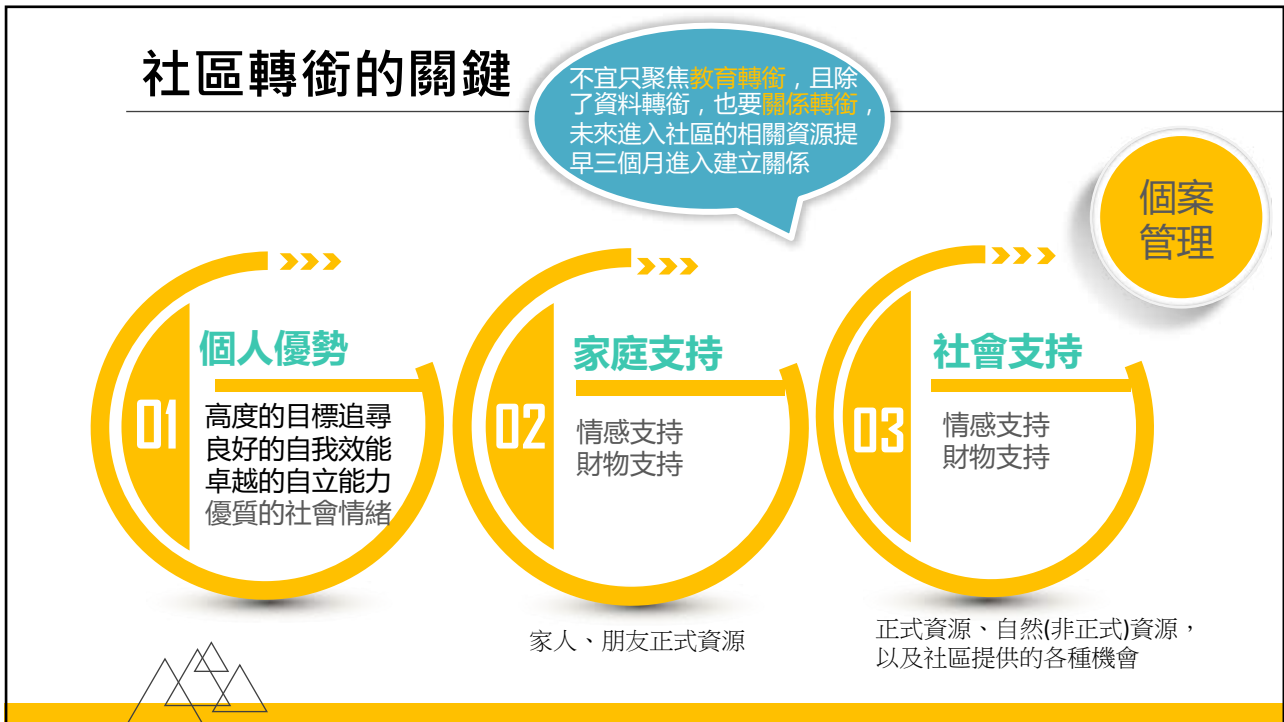 社區轉銜的關鍵
不宜只聚焦教育轉銜，且除
了資料轉銜，也要關係轉銜，
未來進入社區的相關資源提
早三個月進入建立關係
個案
管理
01
個人優勢
高度的目標追尋
良好的自我效能
卓越的自立能力
優質的社會情緒
02
家庭支持
情感支持
財物支持
家人、朋友正式資源
03
社會支持
情感支持
財物支持
正式資源、自然(非正式)資源，
以及社區提供的各種機會